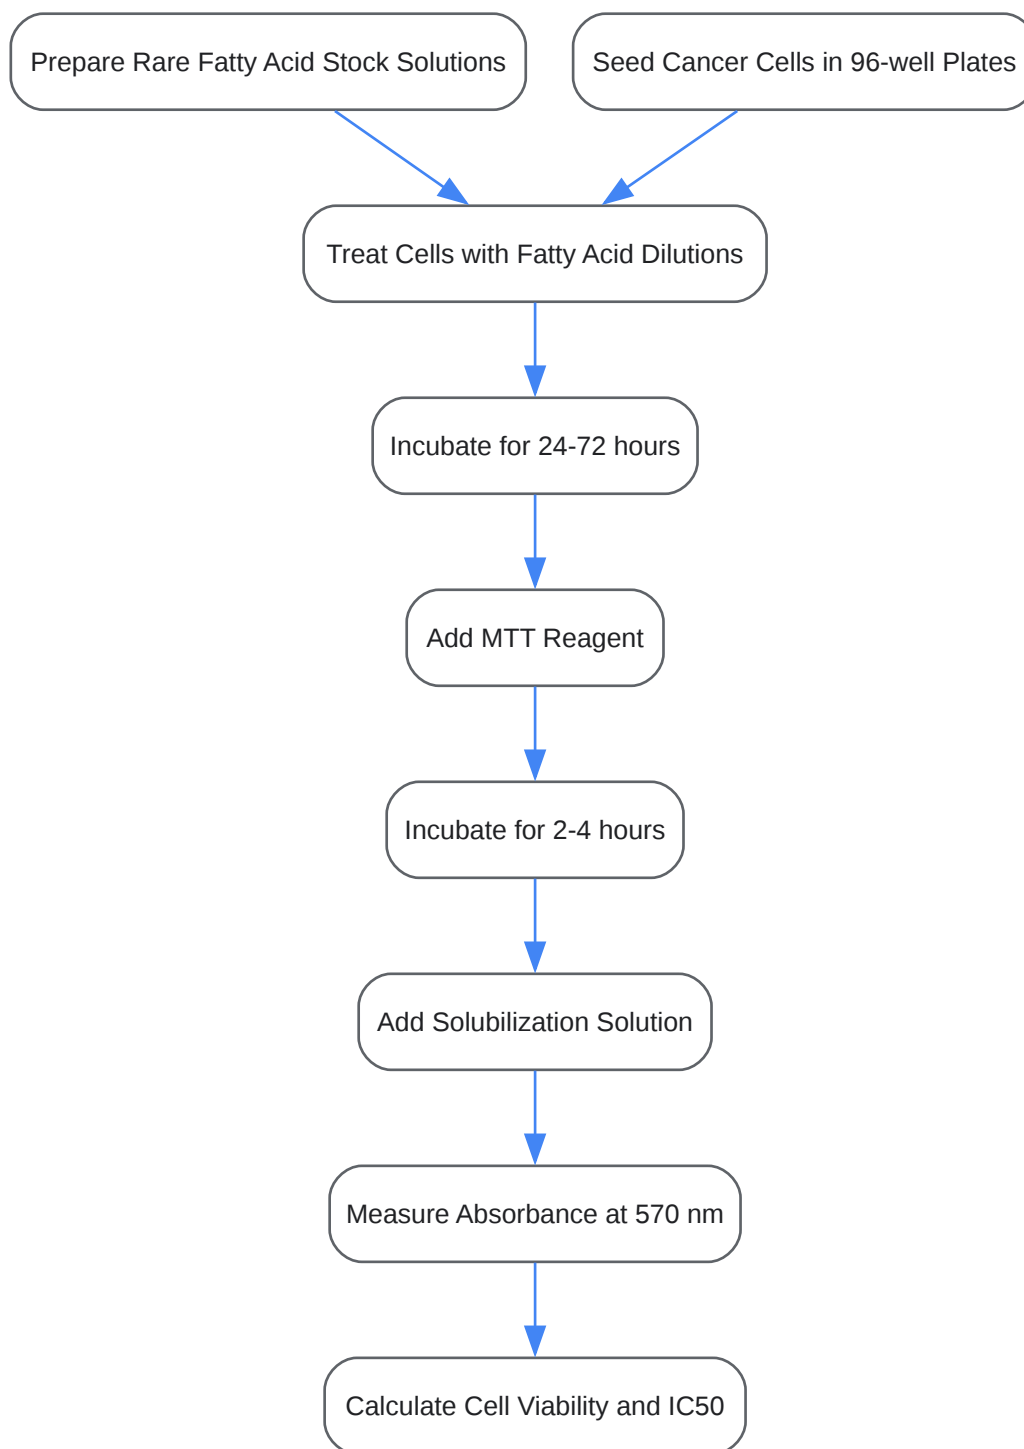 Prepare Rare Fatty Acid Stock Solutions
Seed Cancer Cells in 96-well Plates
Treat Cells with Fatty Acid Dilutions
Incubate for 24-72 hours
Add MTT Reagent
Incubate for 2-4 hours
Add Solubilization Solution
Measure Absorbance at 570 nm
Calculate Cell Viability and IC50